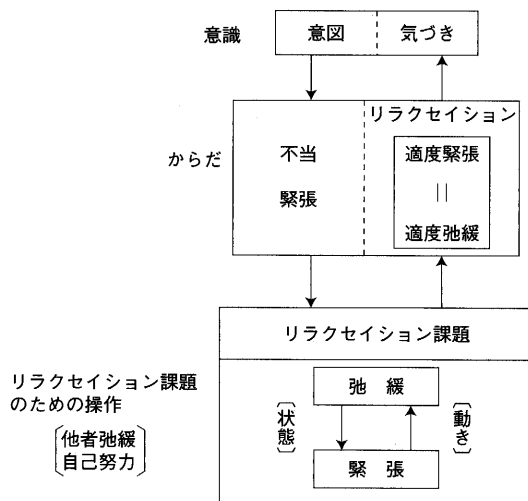 意識
意図
気づき
からだ
不当
緊張
リラクセイション
適度緊張
||
適度弛緩
リラクセイション課題
リラクセイション課題
のための操作
他者弛緩
自己努力
弛緩
〔状態〕
〔動き〕
緊張